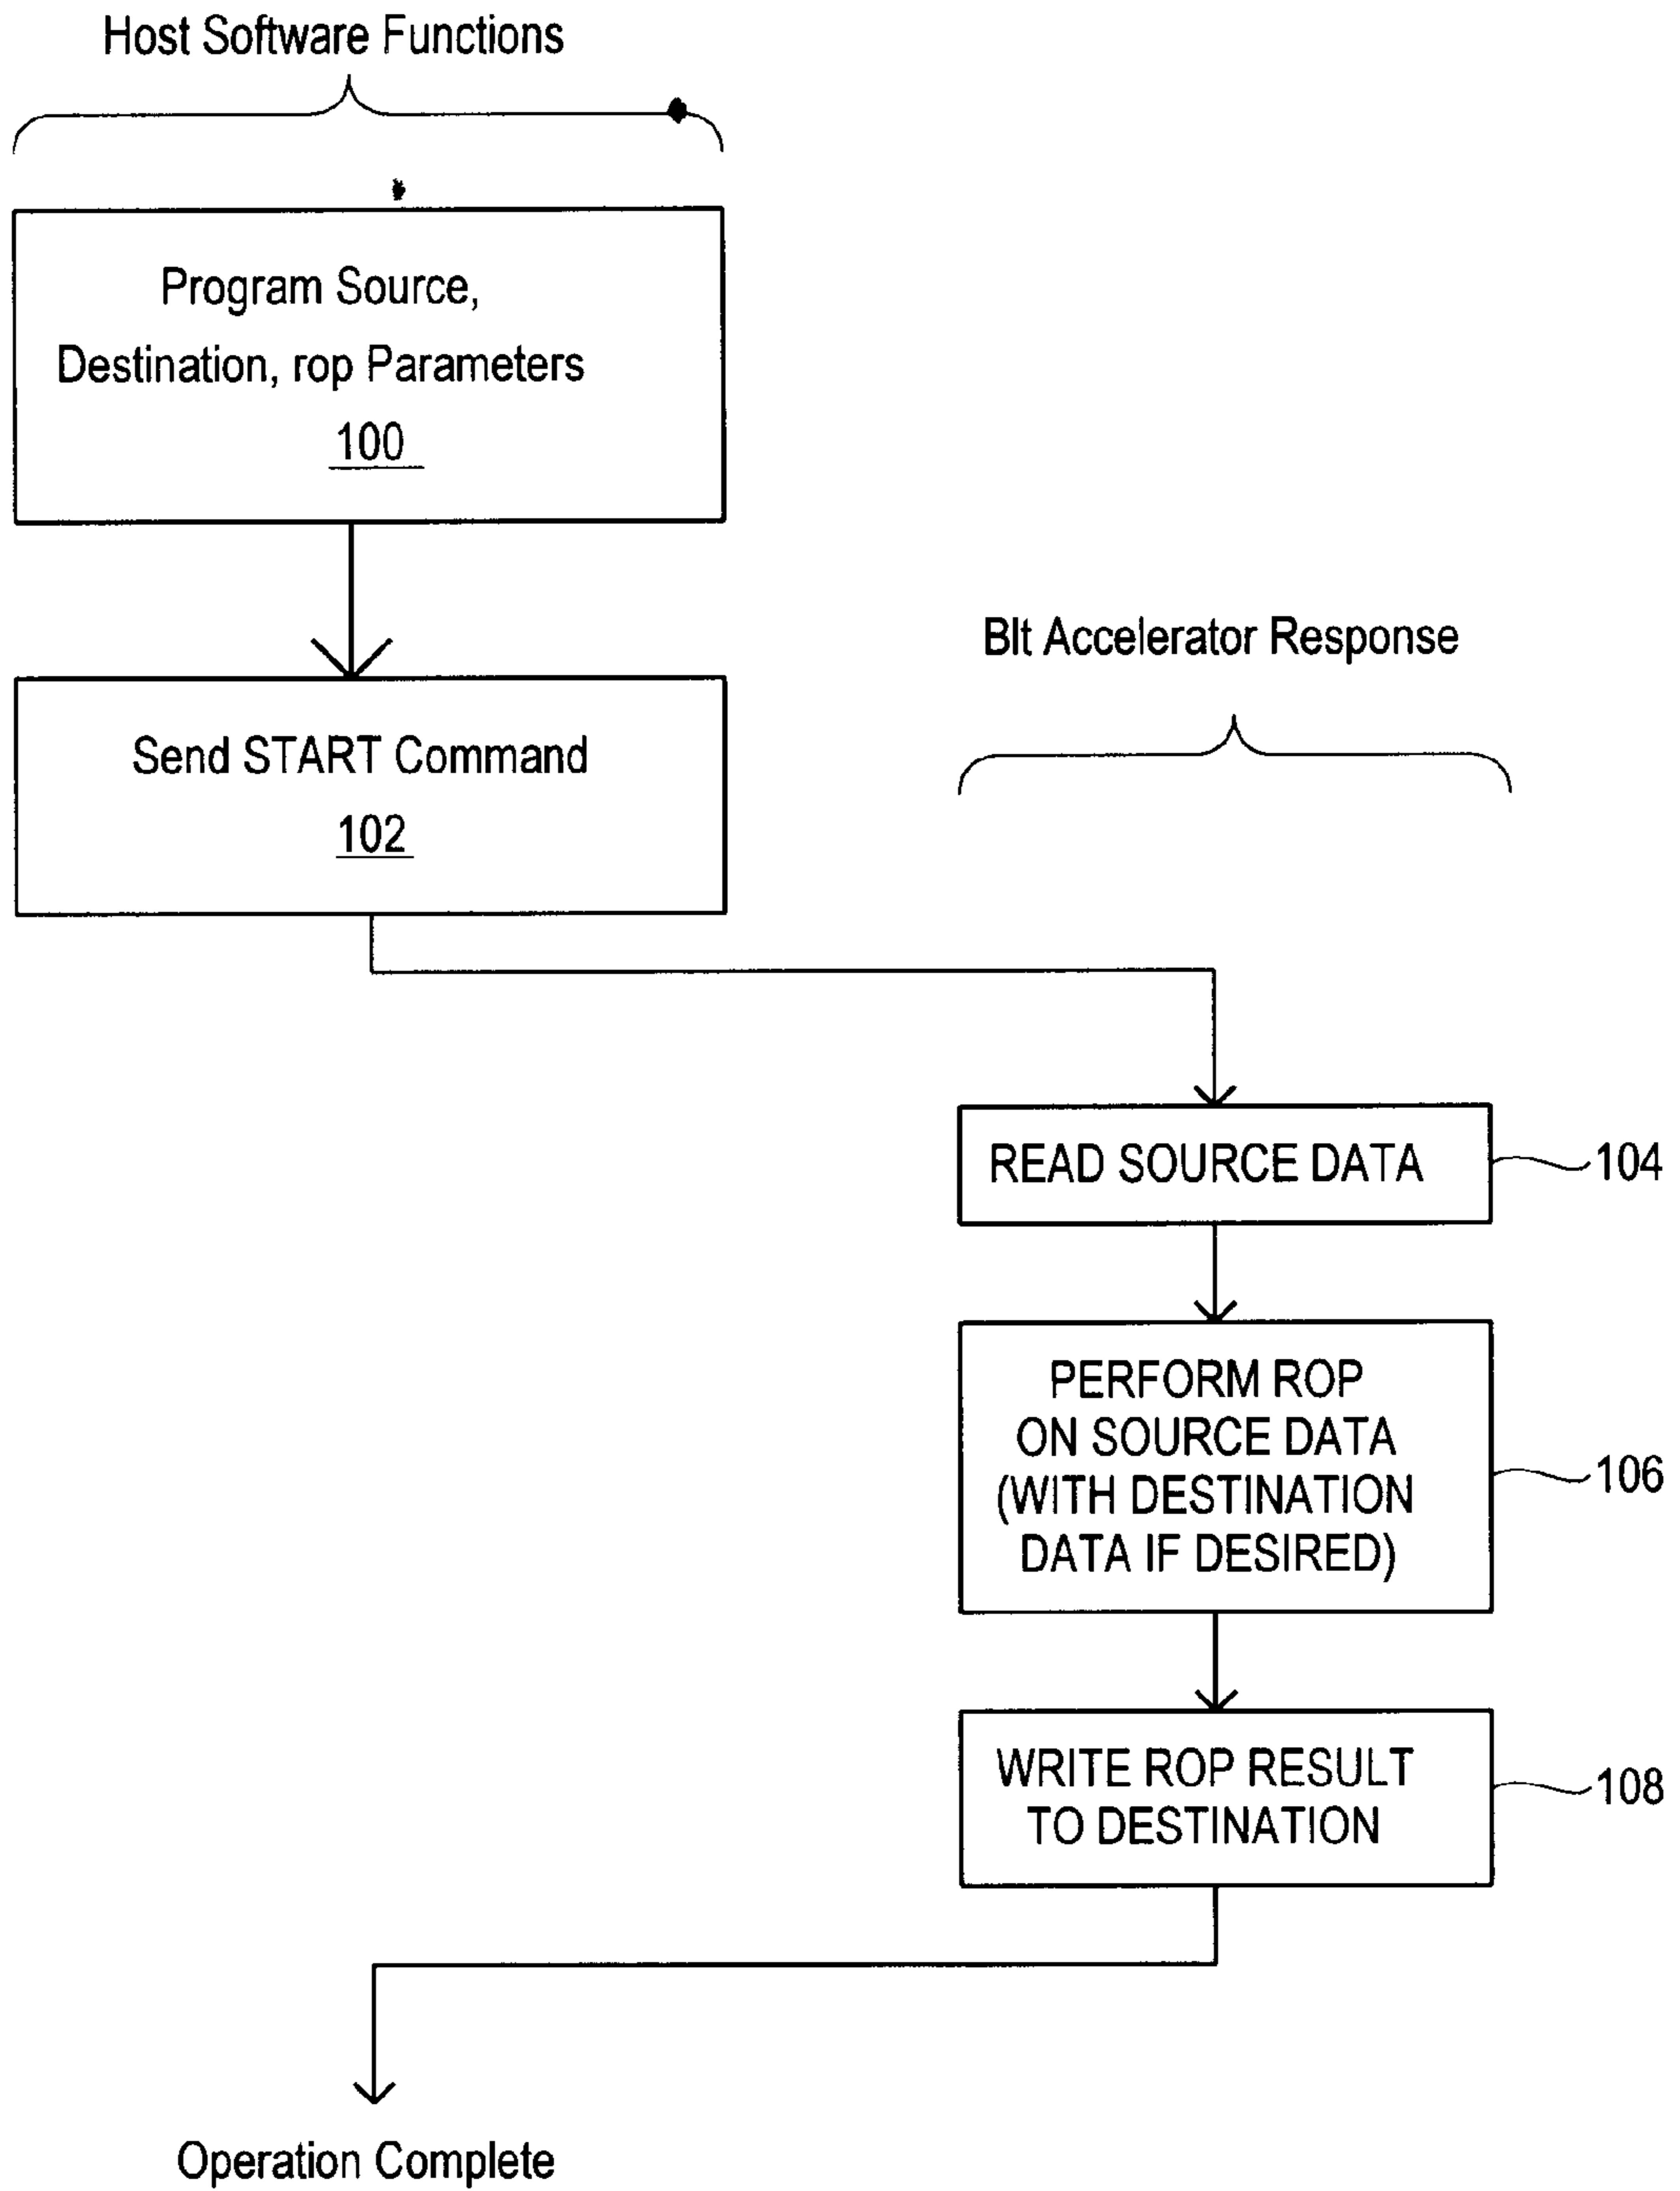 Host Software Functions
Program Source,
Destination, rop Parameters
100
Send START Command
102
Blt Accelerator Response
READ SOURCE DATA
104
PERFORM ROP
ON SOURCE DATA
(WITH DESTINATION
DATA IF DESIRED)
106
WRITE ROP RESULT
TO DESTINATION
108
Operation Complete